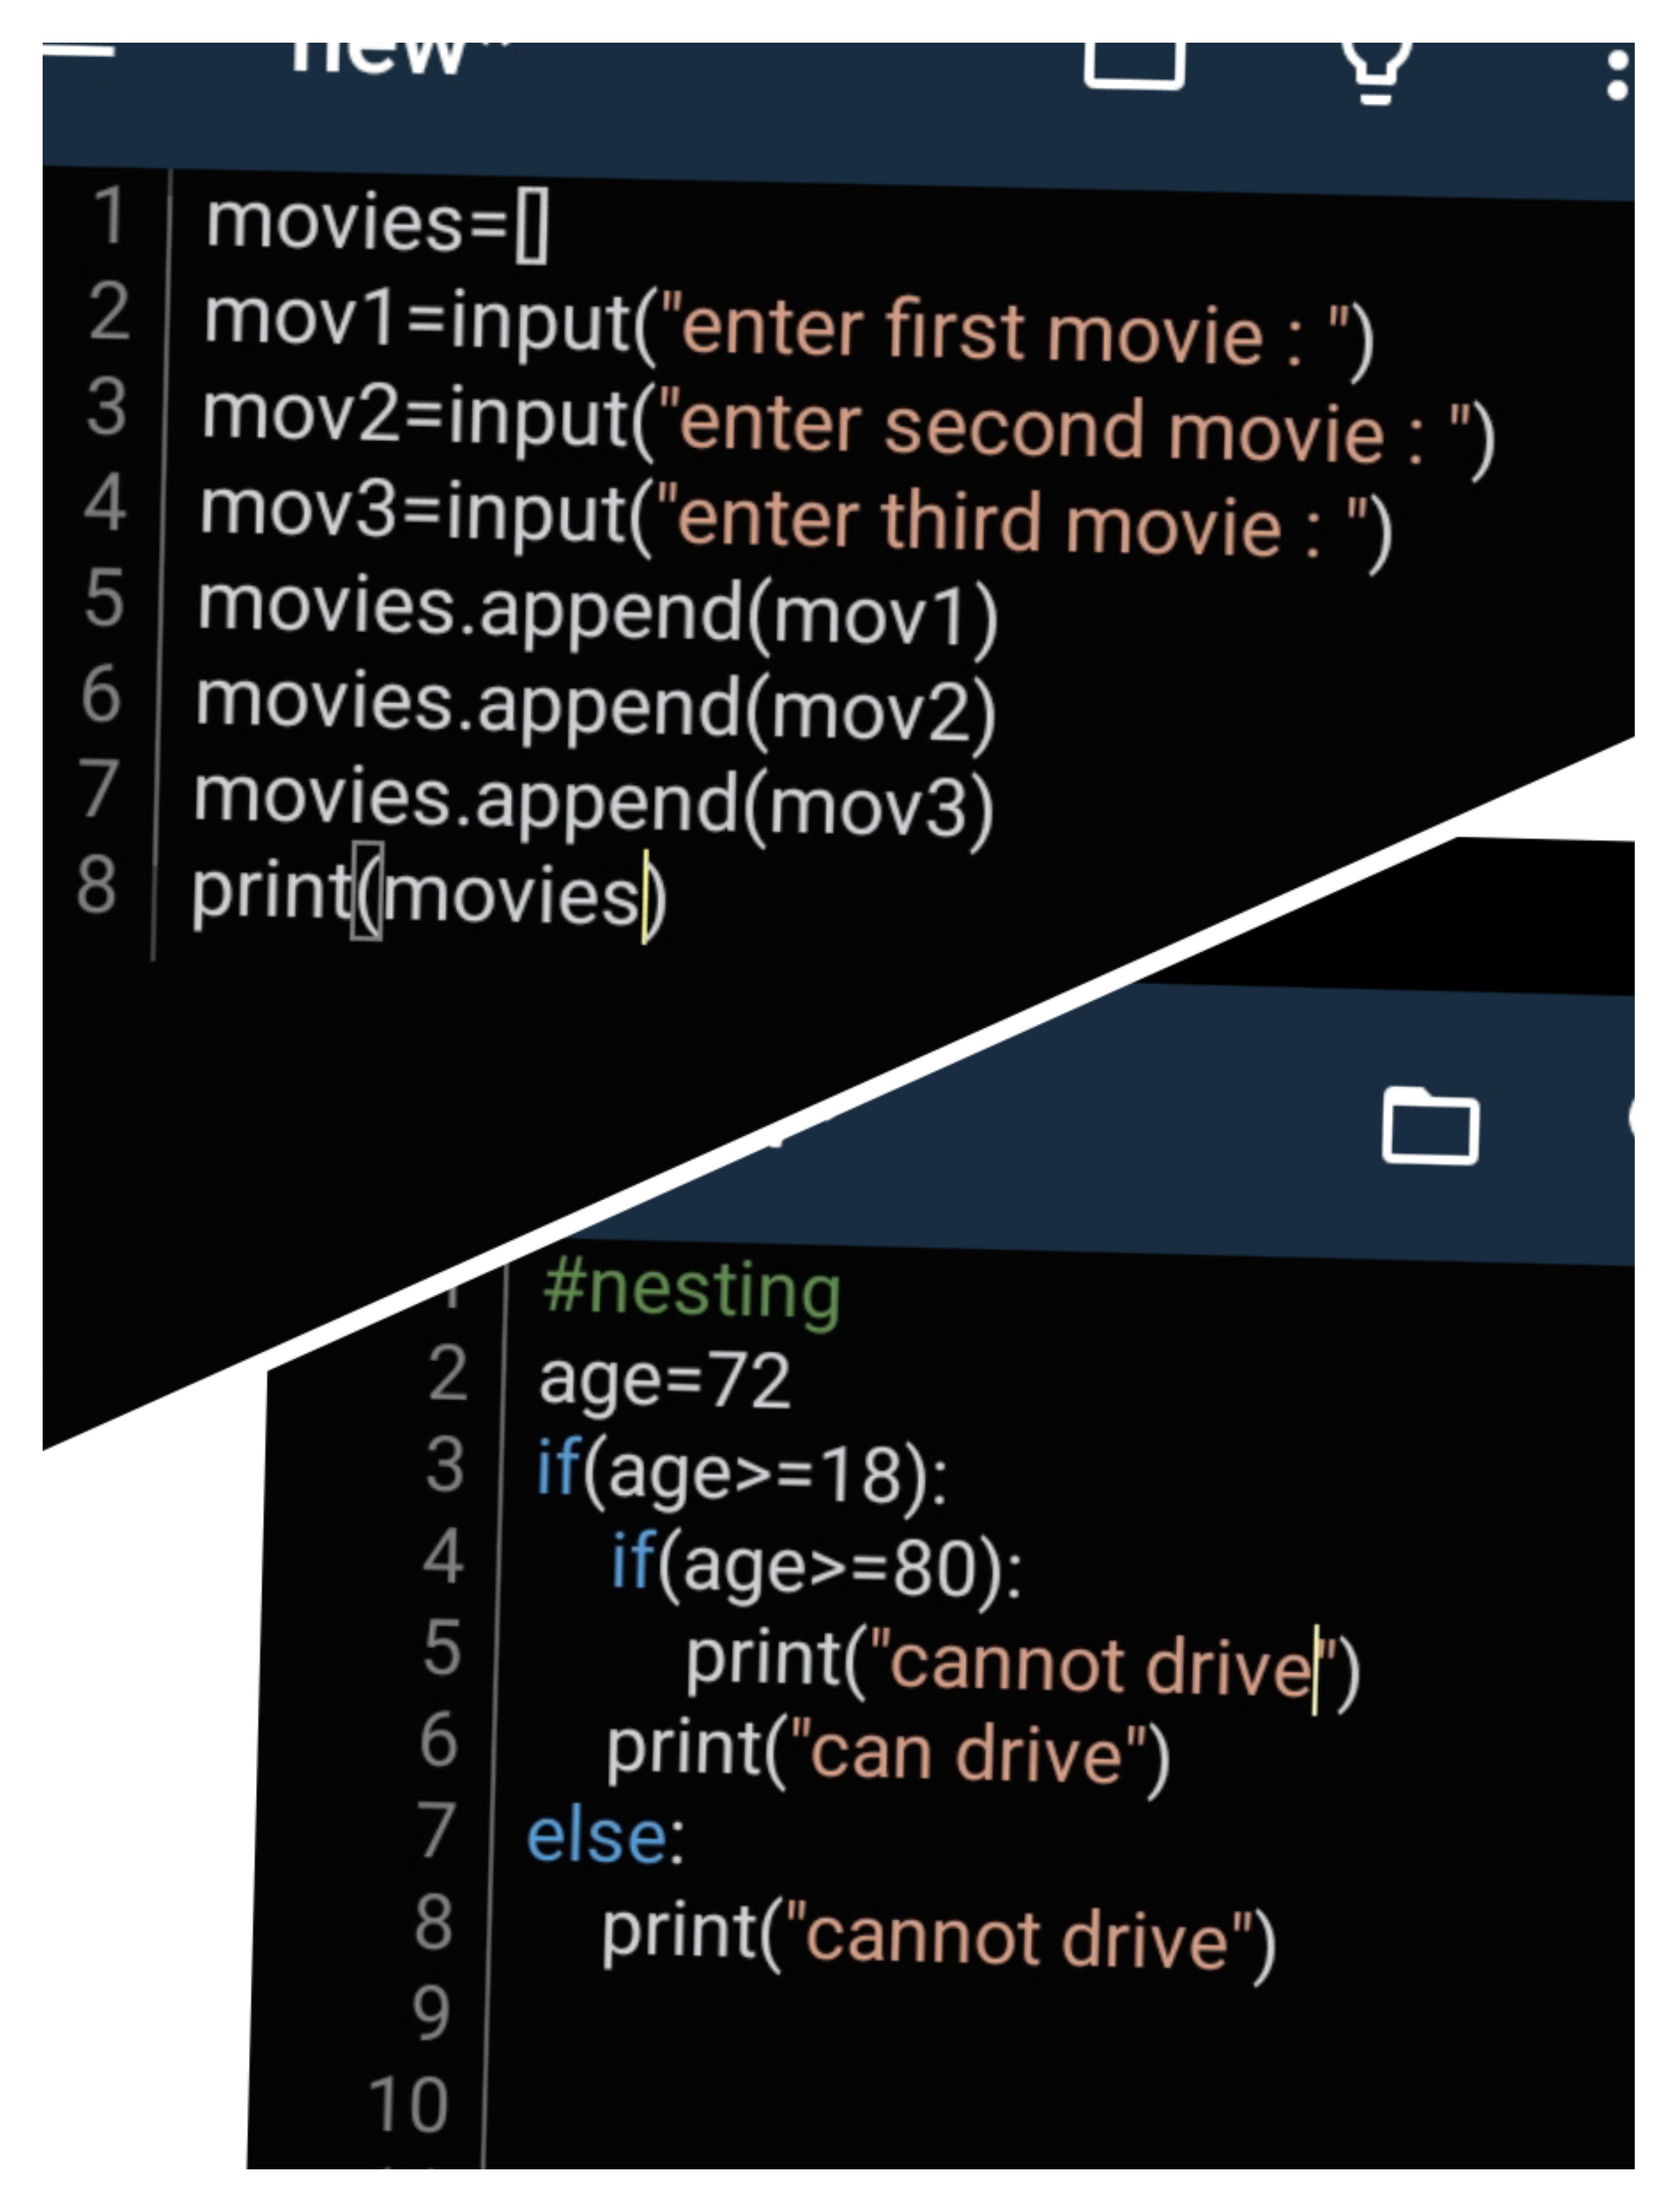 new*
1 movies=[]
2 mov1=input("enter first movie : ")
3 mov2=input("enter second movie : ")
4 mov3=input("enter third movie : ")
5 movies.append(mov1)
6 movies.append(mov2)
7 movies.append(mov3)
8 print(movies)
1 #nesting
2 age=72
3 if(age>=18):
4 if(age>=80):
5 print("cannot drive")
6 print("can drive")
7 else:
8 print("cannot drive")
9
10